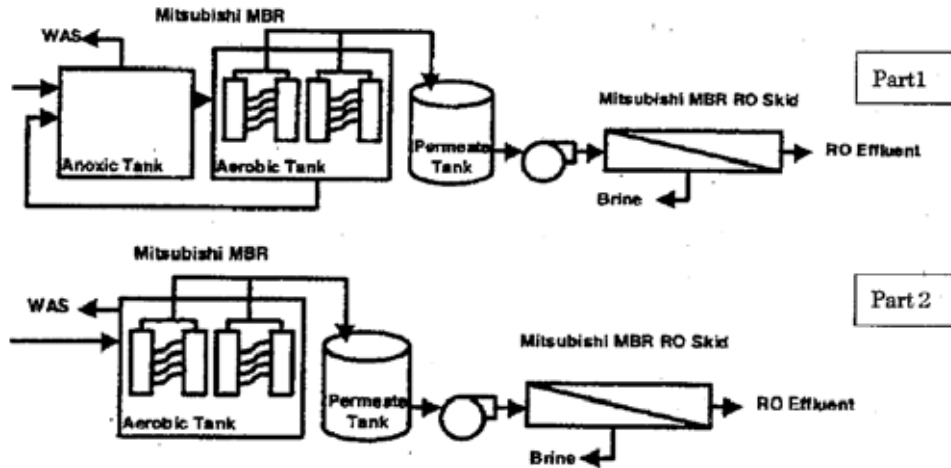 Mitsubishi MBR
WAS
Part1
Mitsubishi MBR RO Skid
Permeate
Tank
RO Effluent
Anoxic Tank
Aerobic Tank
Brine
Mitsubishi MBR
WAS
Part 2
Mitsubishi MBR RO Skid
Permeate
Tank
RO Effluent
Aerobic Tank
Brine